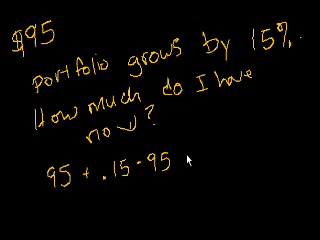 $95
Portfolio grows by 15%.
How much do I have
now?
95 + .15 · 95